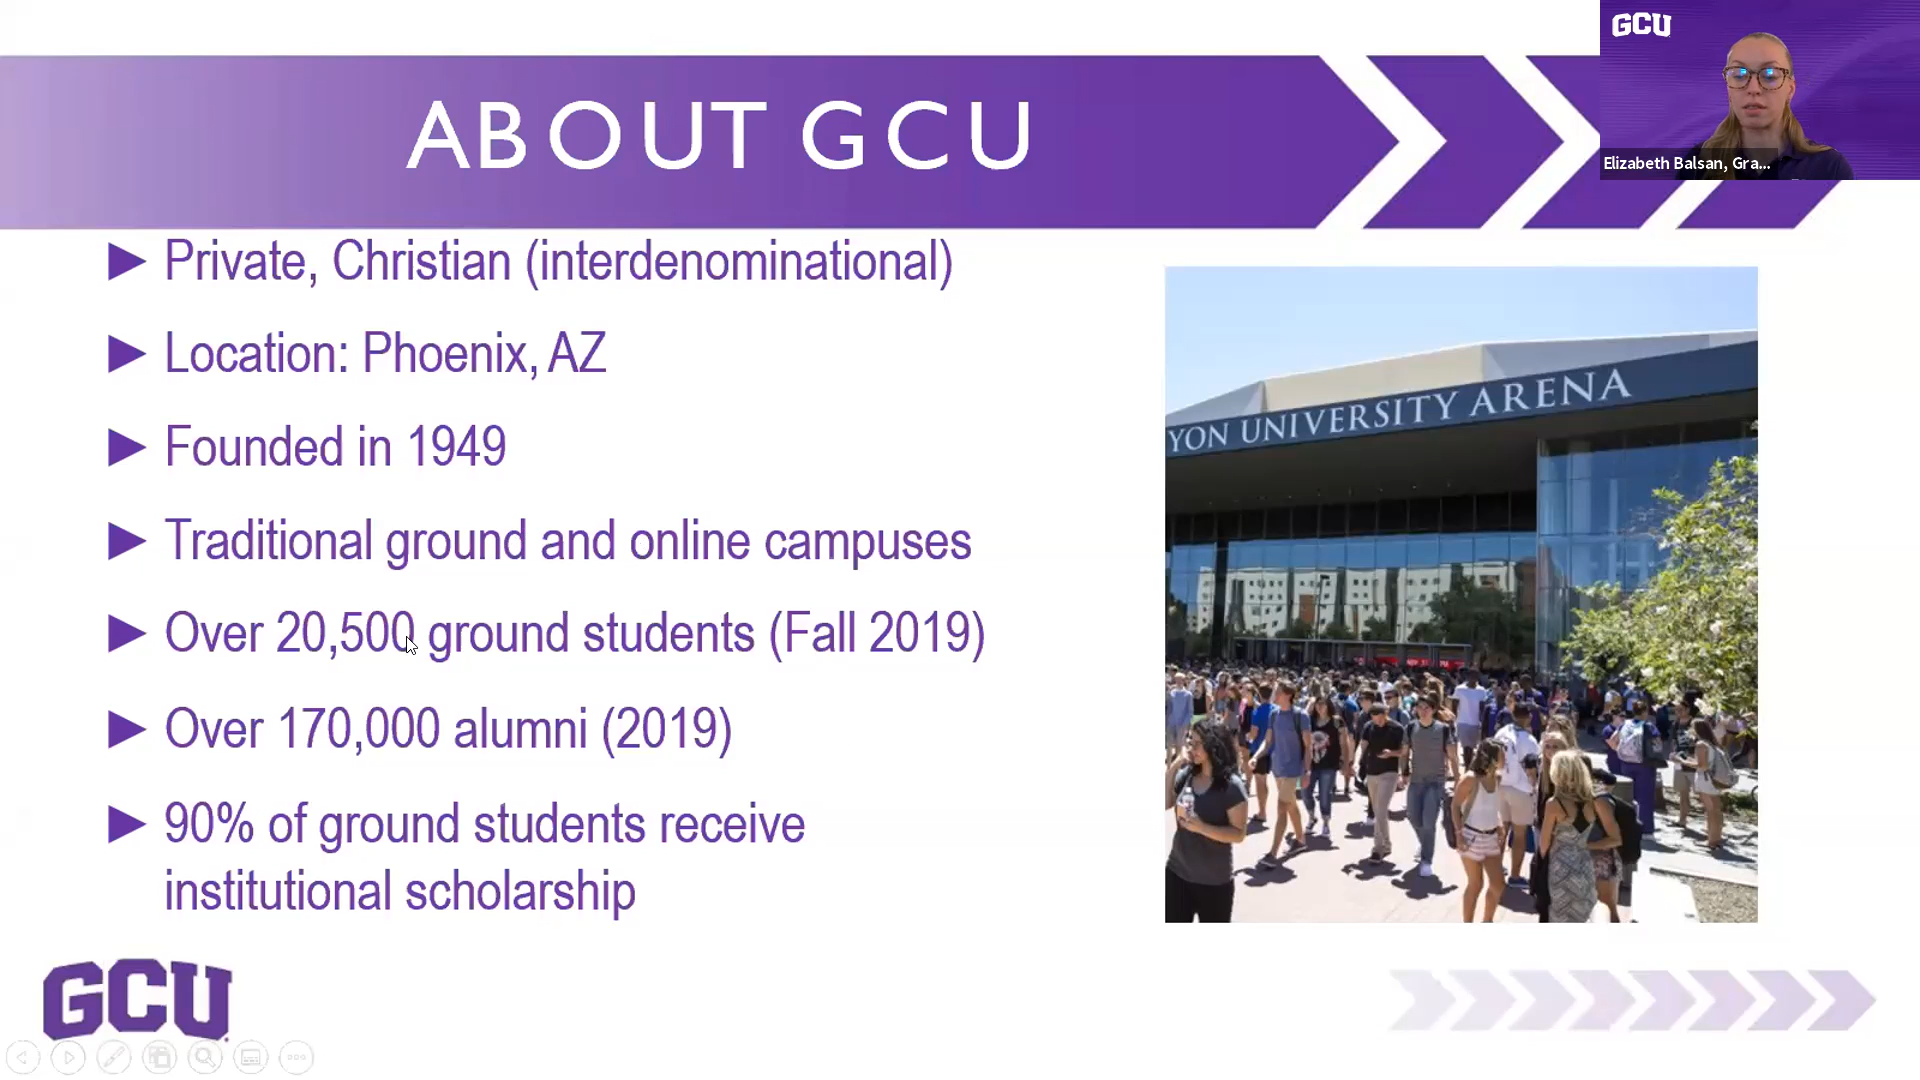 GCU
Elizabeth Balsan, Gra...
ABOUT GCU
Private, Christian (interdenominational)
Location: Phoenix, AZ
Founded in 1949
Traditional ground and online campuses
Over 20,500 ground students (Fall 2019)
Over 170,000 alumni (2019)
90% of ground students receive
institutional scholarship
YON UNIVERSITY ARENA
GCU